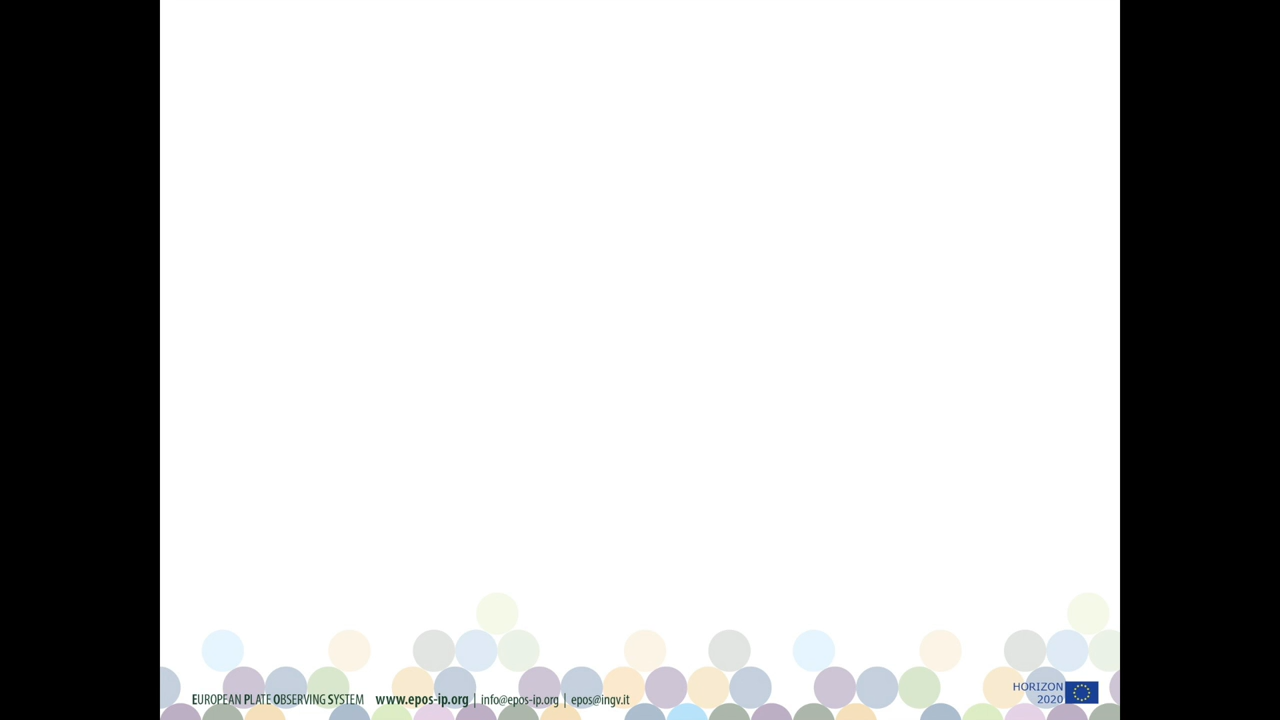 EUROPEAN PLATE OBSERVING SYSTEM www.epos-ip.org | info@epos-ip.org | epos@ingv.it
HORIZON
2020